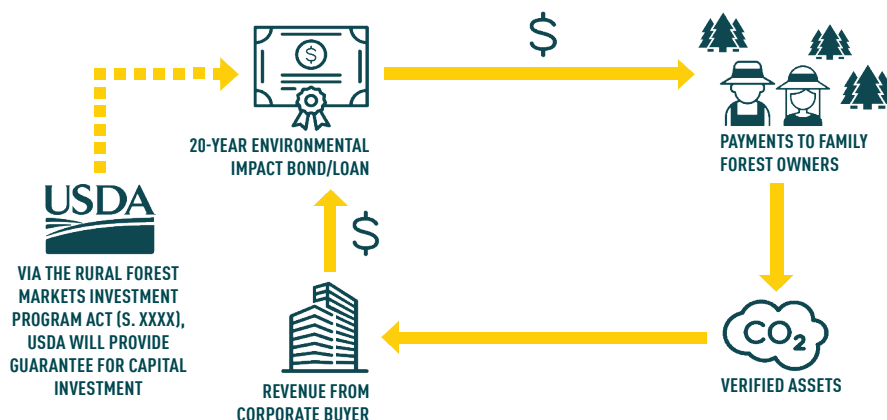 $
$
20-YEAR ENVIRONMENTAL
IMPACT BOND/LOAN
PAYMENTS TO FAMILY
FOREST OWNERS
USDA
VIA THE RURAL FOREST
MARKETS INVESTMENT
PROGRAM ACT (S. XXXX),
USDA WILL PROVIDE
GUARANTEE FOR CAPITAL
INVESTMENT
$
REVENUE FROM
CORPORATE BUYER
CO2
VERIFIED ASSETS